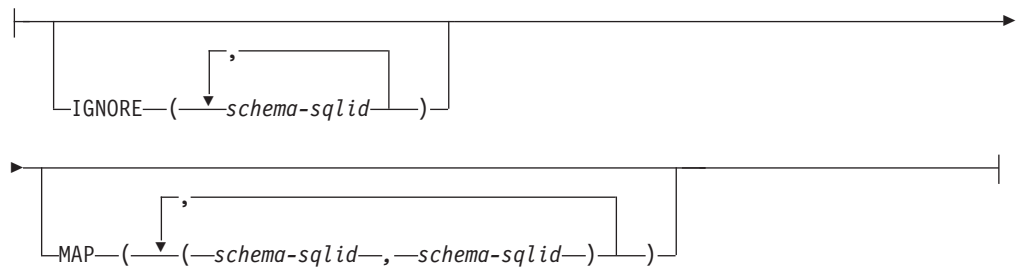 ,
IGNORE ( schema-sqlid )
,
MAP ( ( schema-sqlid , schema-sqlid ) )